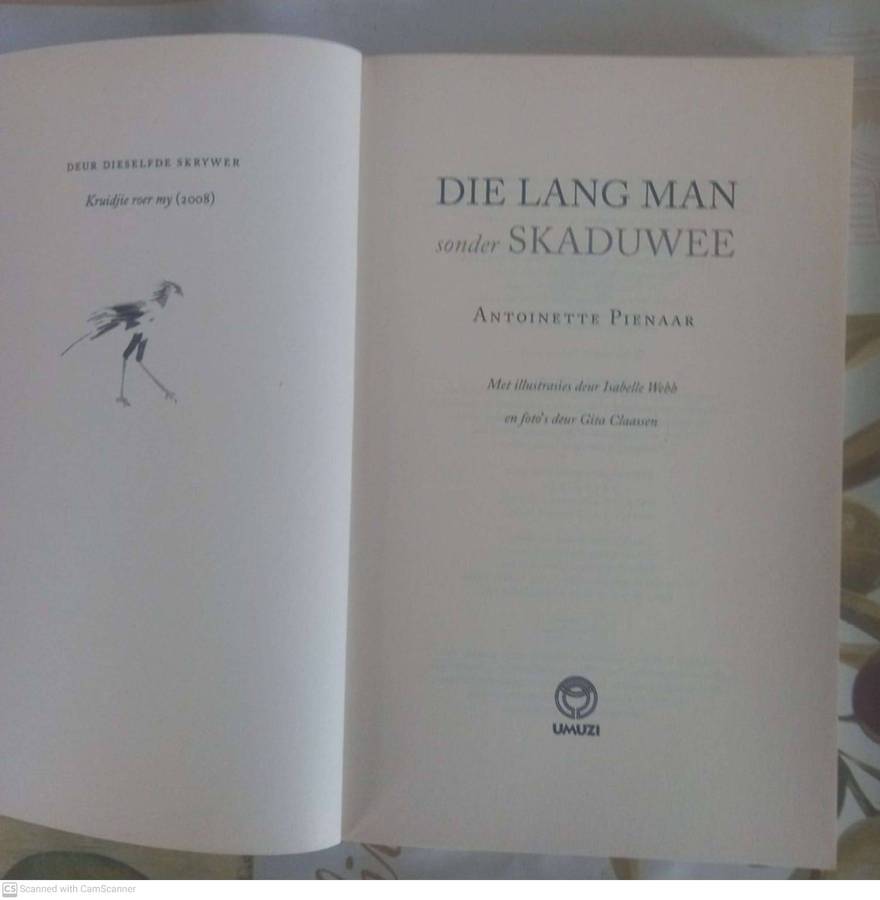 DEUR DIESELFDE SKRYWER
Kruidjie roer my (2008)
DIE LANG MAN
sonder SKADUWEE
ANTOINETTE PIENAAR
Met illustrasies deur Isabelle Webb
en foto's deur Gita Claassen
UMUZI
CS Scanned with CamScanner